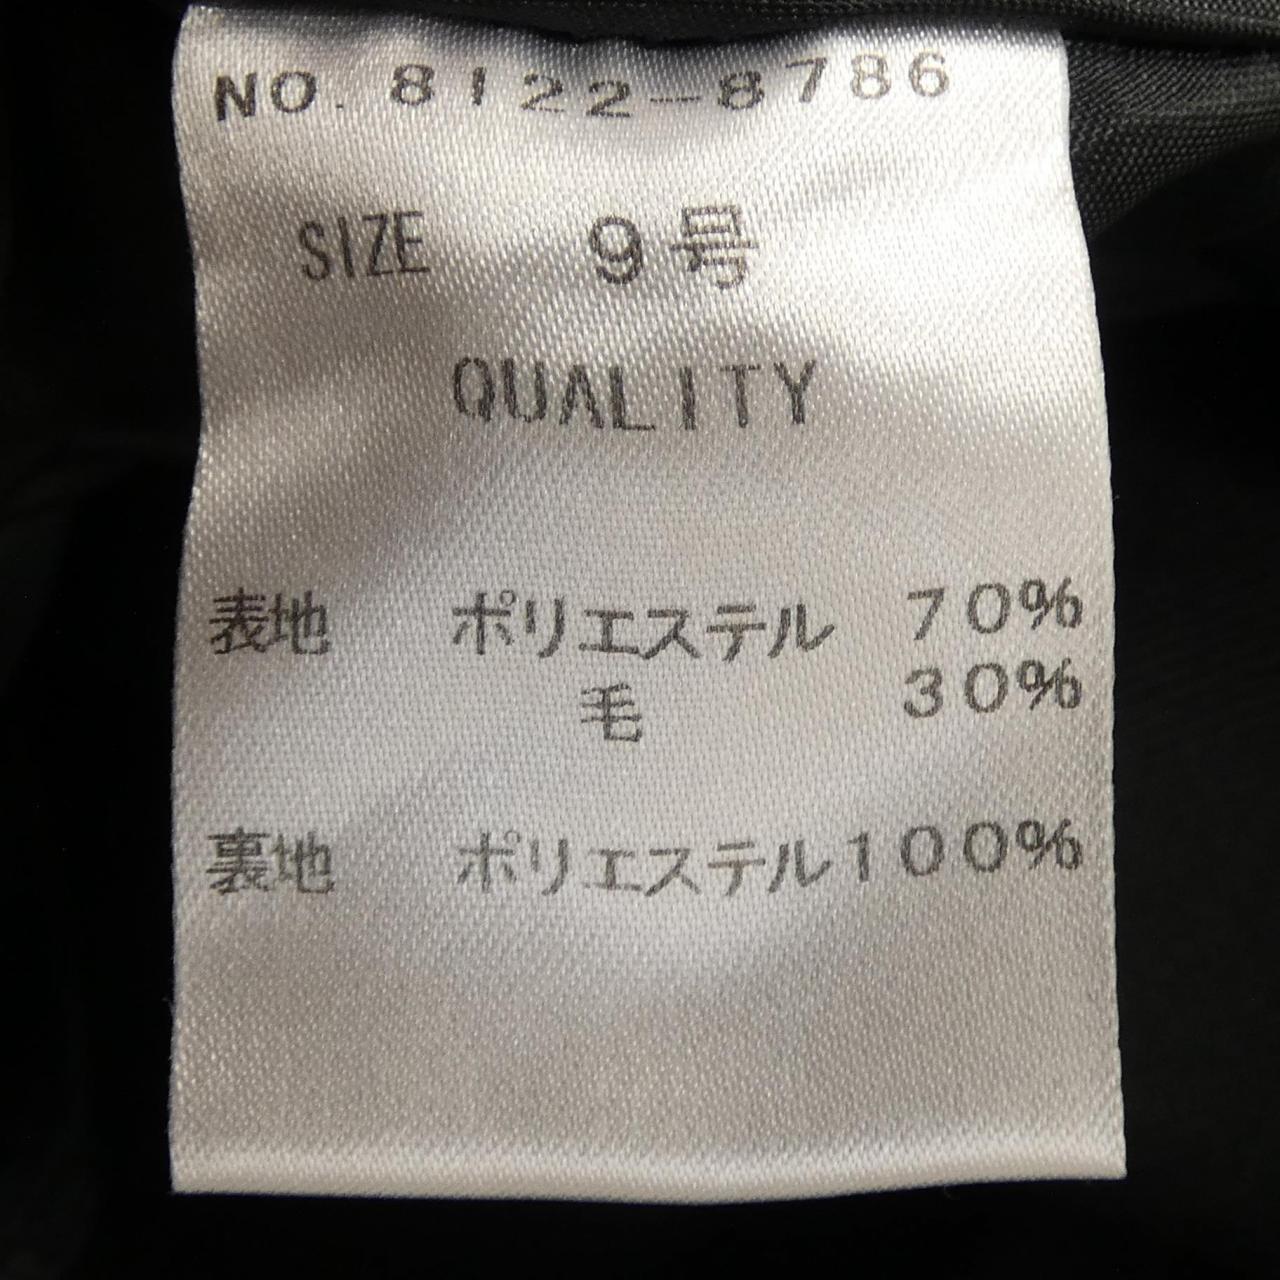 NO. 8122-8786
SIZE 9号
QUALITY
表地 ポリエステル 70%
毛 30%
裏地 ポリエステル100%